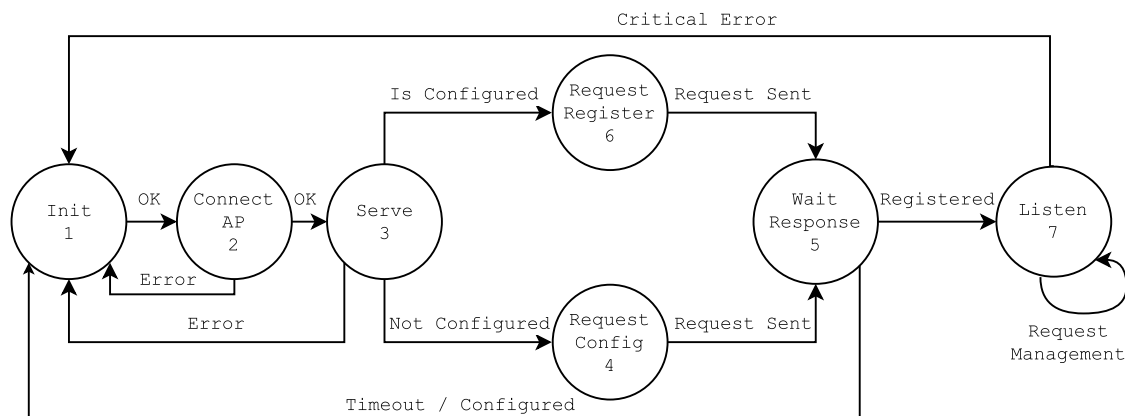 Critical Error
Is Configured
Request
Register
6
Request Sent
Init
1
OK
Connect
AP
2
OK
Serve
3
Wait
Response
5
Registered
Listen
7
Error
Error
Not Configured
Request
Config
4
Request Sent
Request
Management
Timeout / Configured